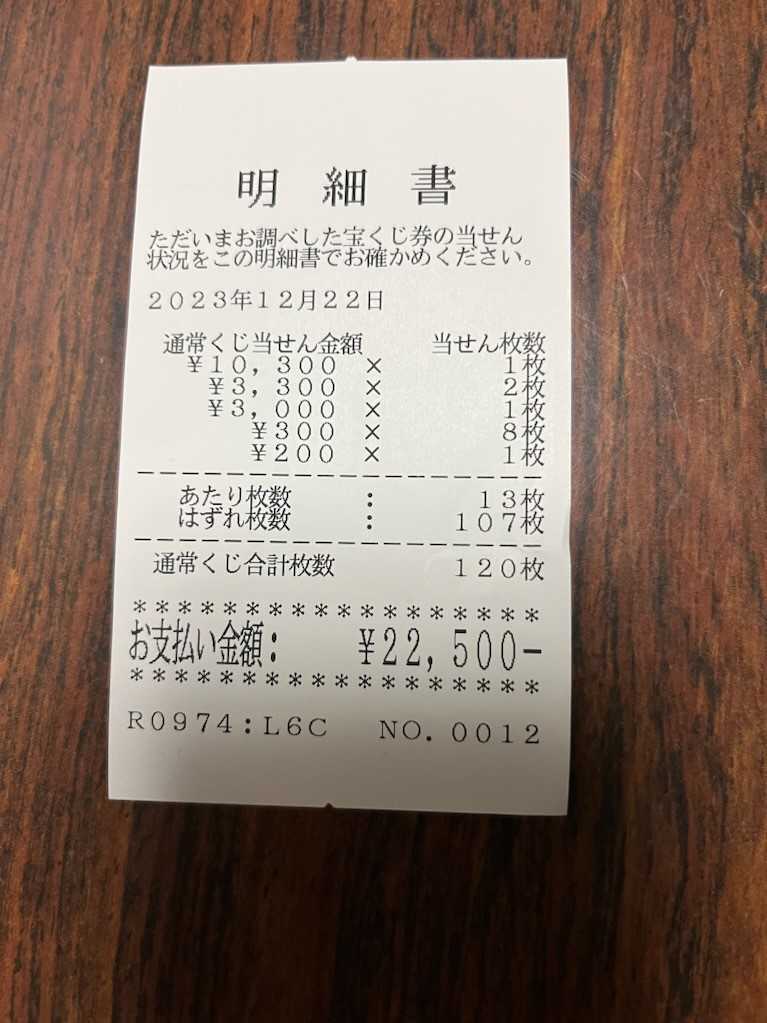 明細書
ただいまお調べした宝くじ券の当せん
状況をこの明細書でお確かめください。
2023年12月22日
通常くじ当せん金額 当せん枚数
¥10,300 × 1枚
¥3,300 × 2枚
¥3,000 × 1枚
¥300 × 8枚
¥200 × 1枚
--------------------
あたり枚数 : 13枚
はずれ枚数 : 107枚
--------------------
通常くじ合計枚数 120枚
*******************
お支払い金額: ¥22,500-
*******************
R0974:L6C NO.0012